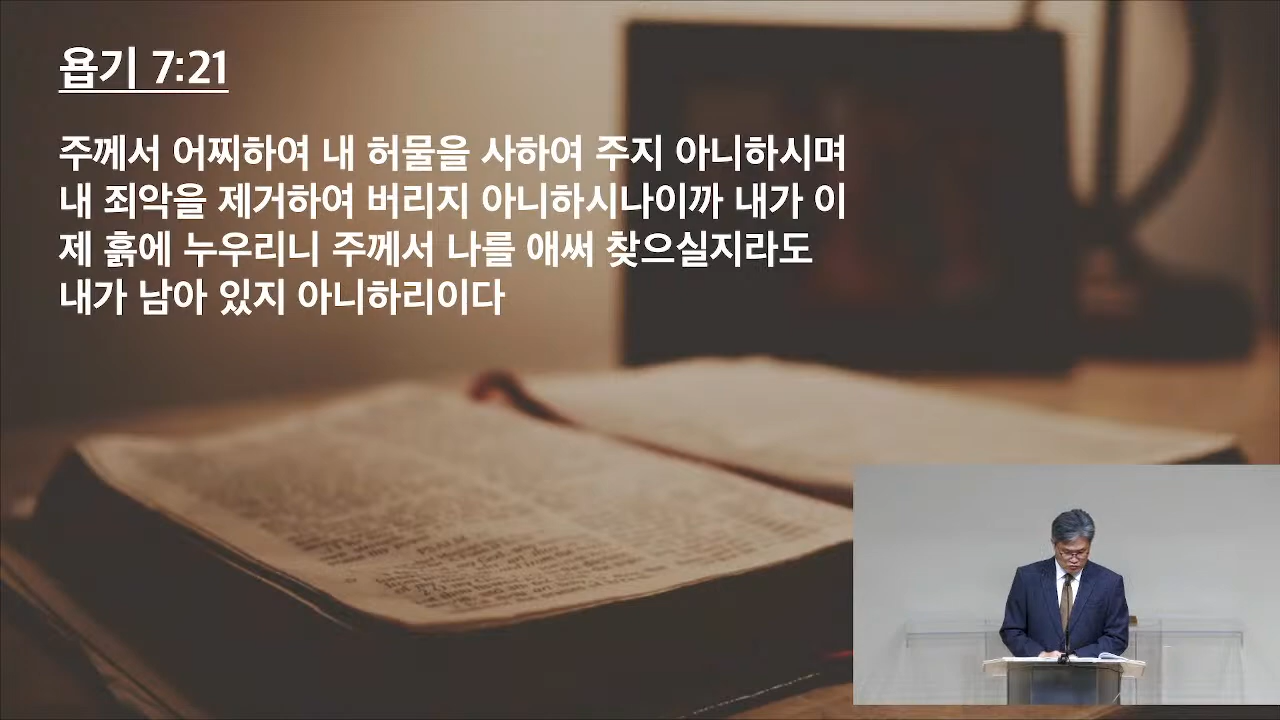 욥기 7:21
주께서 어찌하여 내 허물을 사하여 주지 아니하시며
내 죄악을 제거하여 버리지 아니하시나이까 내가 이
제 흙에 누우리니 주께서 나를 애써 찾으실지라도
내가 남아 있지 아니하리이다